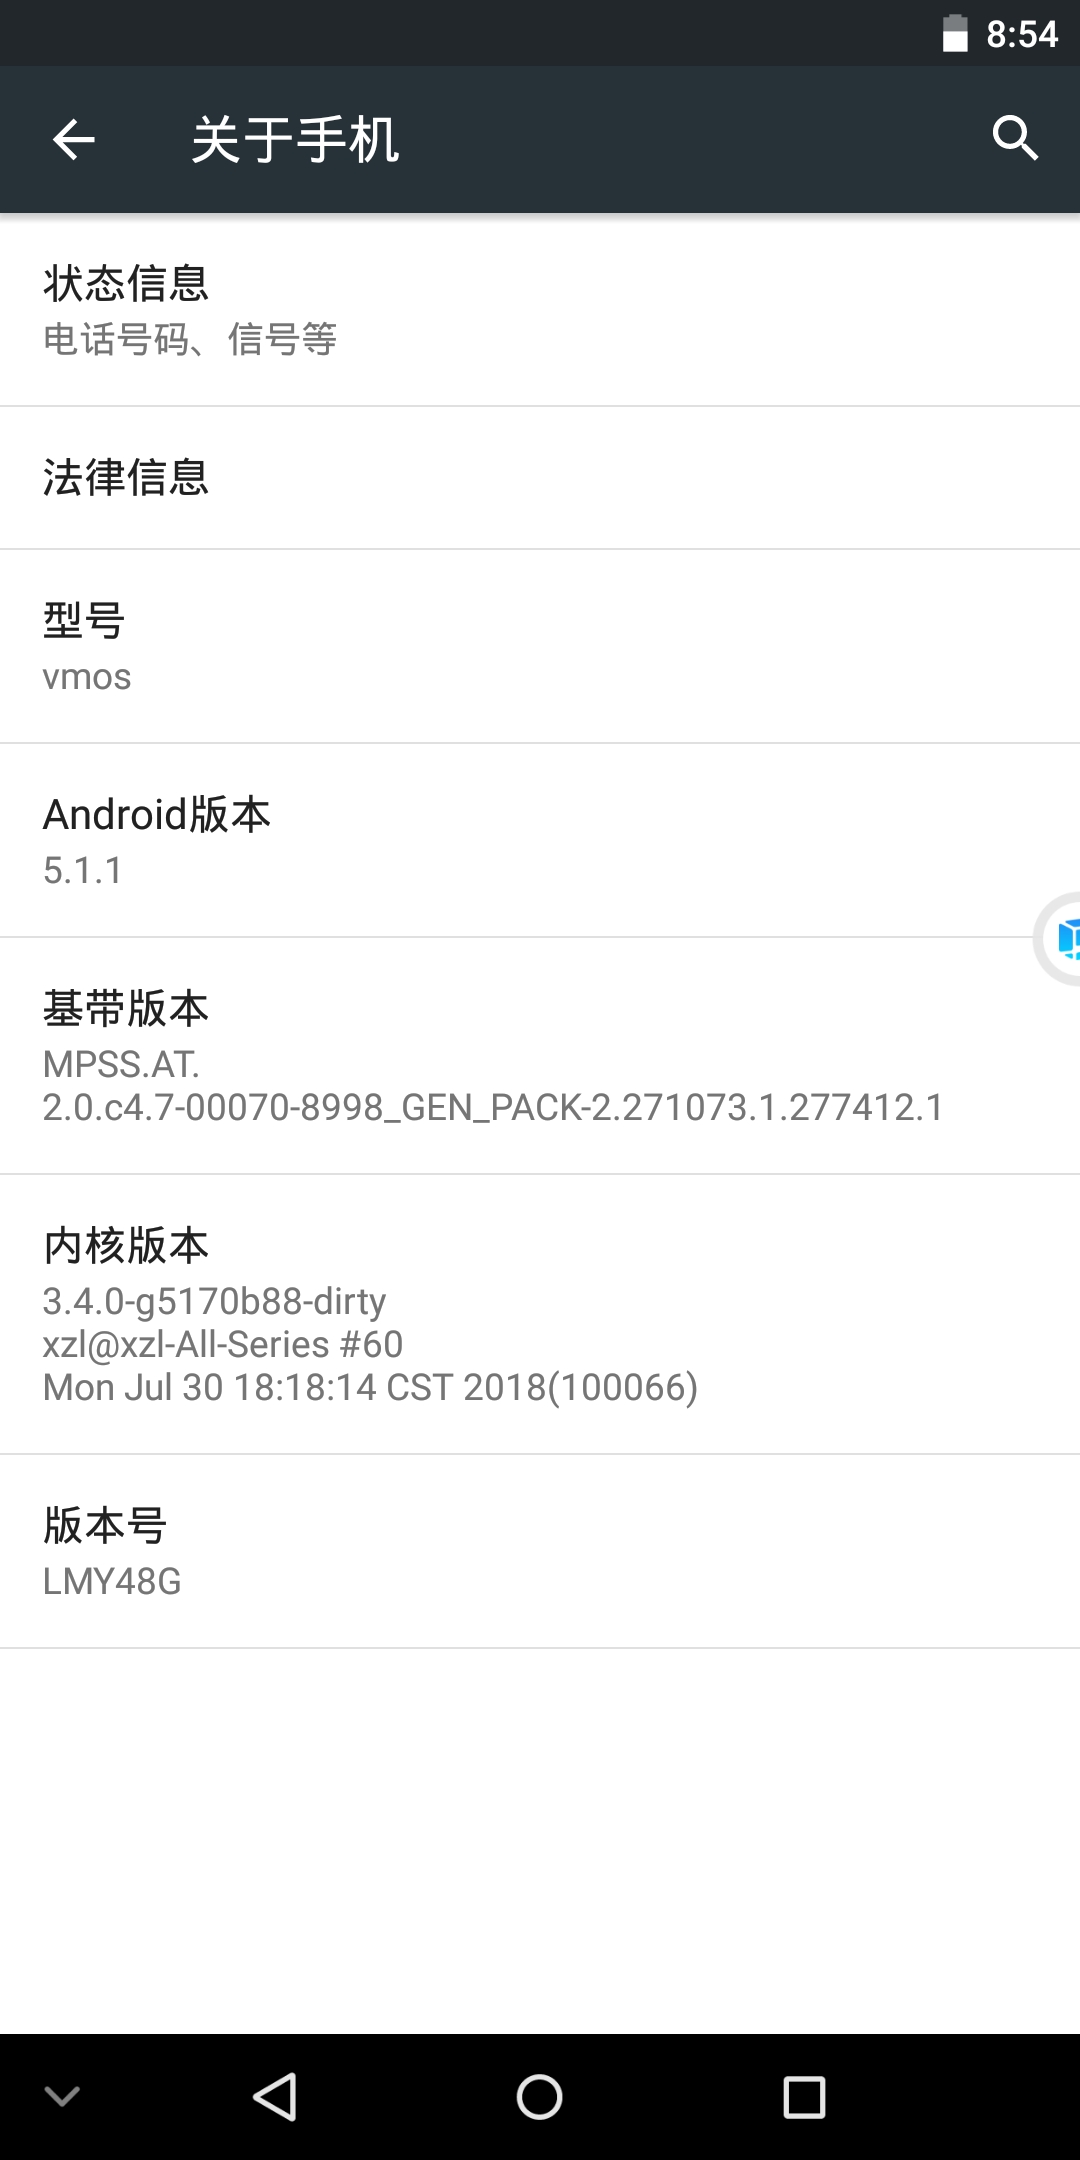 8:54
关于手机
状态信息
电话号码、信号等
法律信息
型号
vmos
Android版本
5.1.1
基带版本
MPSS.AT.
2.0.c4.7-00070-8998_GEN_PACK-2.271073.1.277412.1
内核版本
3.4.0-g5170b88-dirty
xzl@xzl-All-Series #60
Mon Jul 30 18:18:14 CST 2018(100066)
版本号
LMY48G